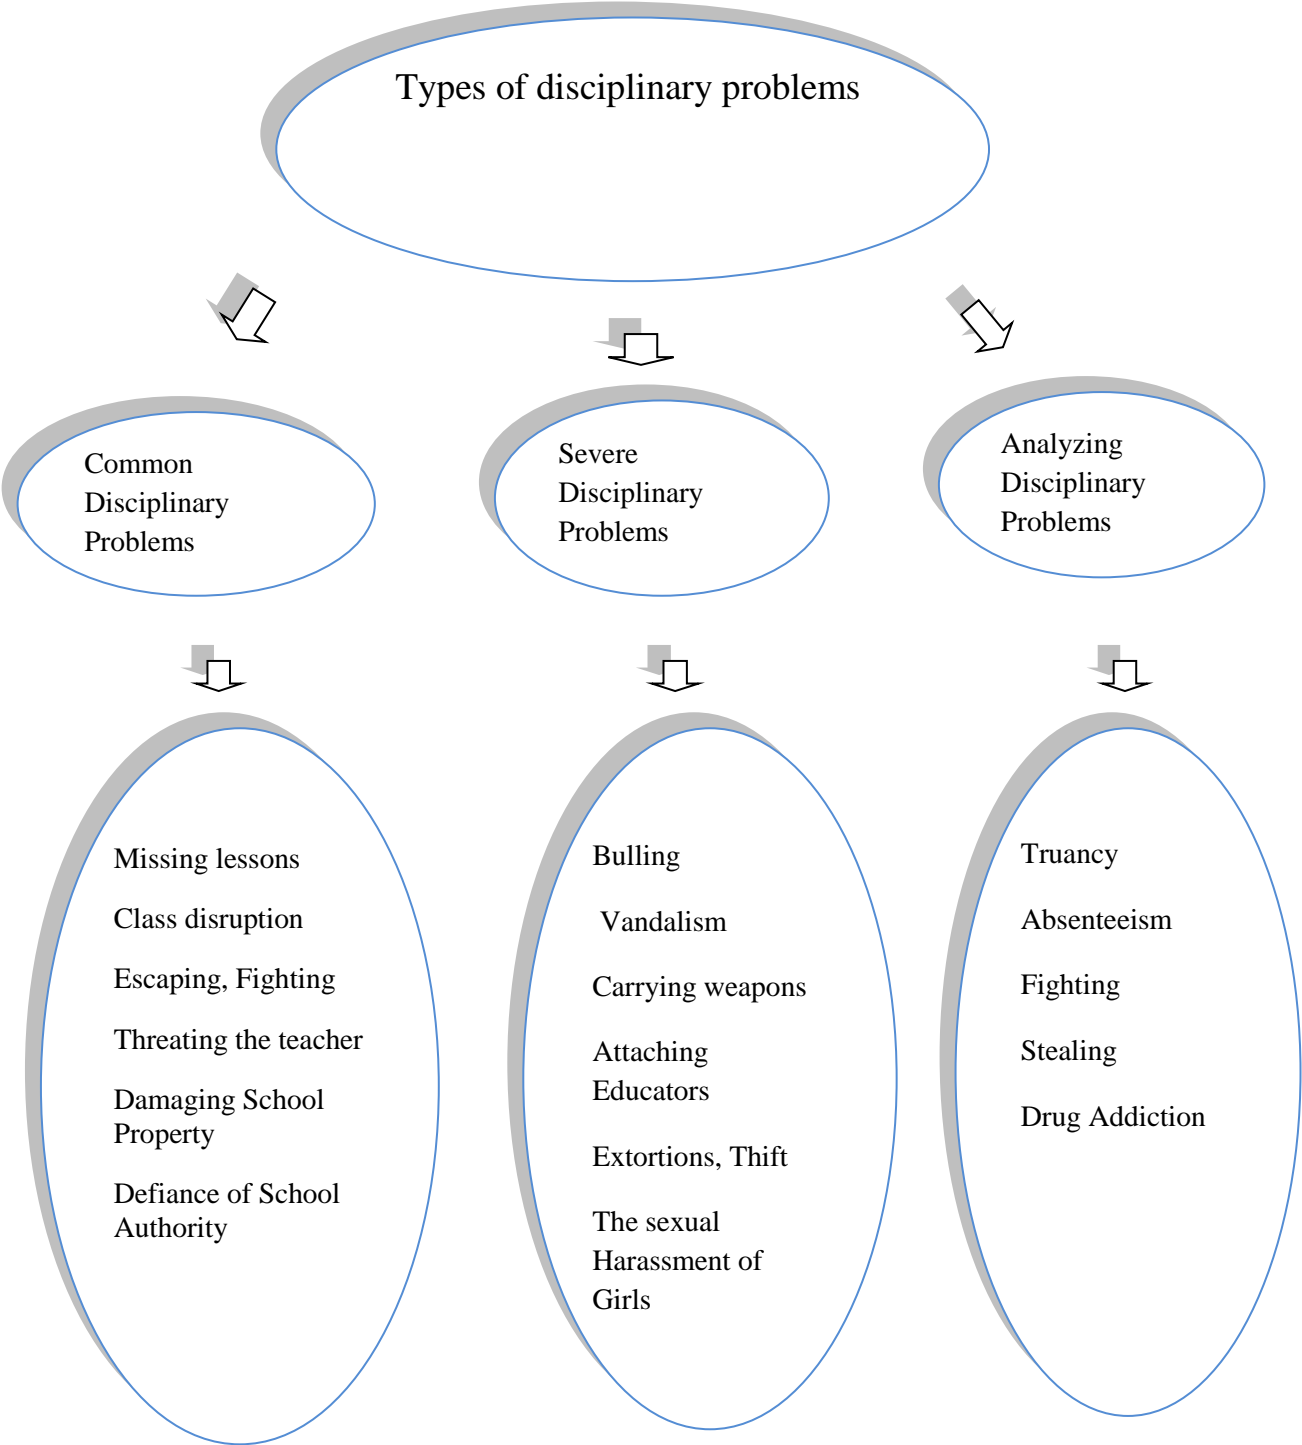 Types of disciplinary problems
Common
Disciplinary
Problems
Severe
Disciplinary
Problems
Analyzing
Disciplinary
Problems
Missing lessons
Class disruption
Escaping, Fighting
Threating the teacher
Damaging School
Property
Defiance of School
Authority
Bulling
Vandalism
Carrying weapons
Attaching
Educators
Extortions, Thift
The sexual
Harassment of
Girls
Truancy
Absenteeism
Fighting
Stealing
Drug Addiction